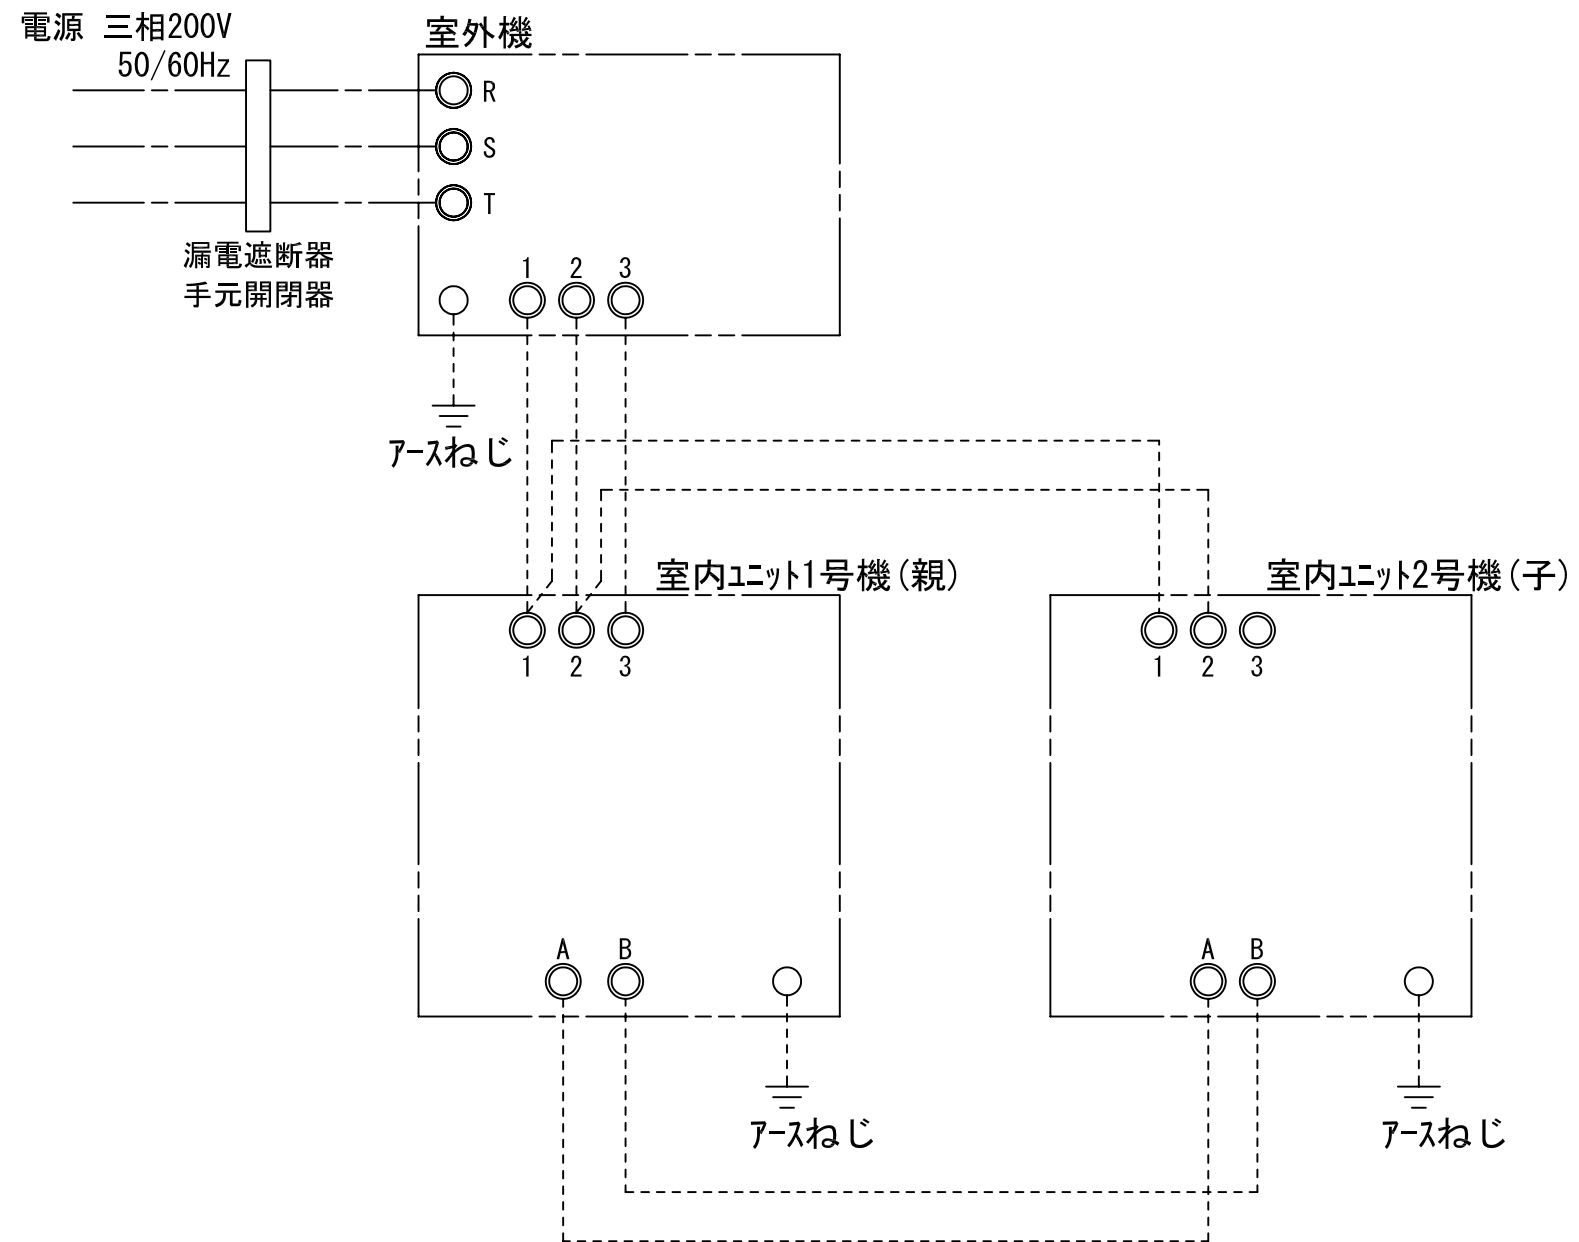 電源 三相200V
50/60Hz
室外機
R
S
T
漏電遮断器
手元開閉器
1 2 3
ｱｰｽねじ
室内ﾕﾆｯﾄ1号機(親)
室内ﾕﾆｯﾄ2号機(子)
1 2 3
1 2 3
A B
A B
ｱｰｽねじ
ｱｰｽねじ